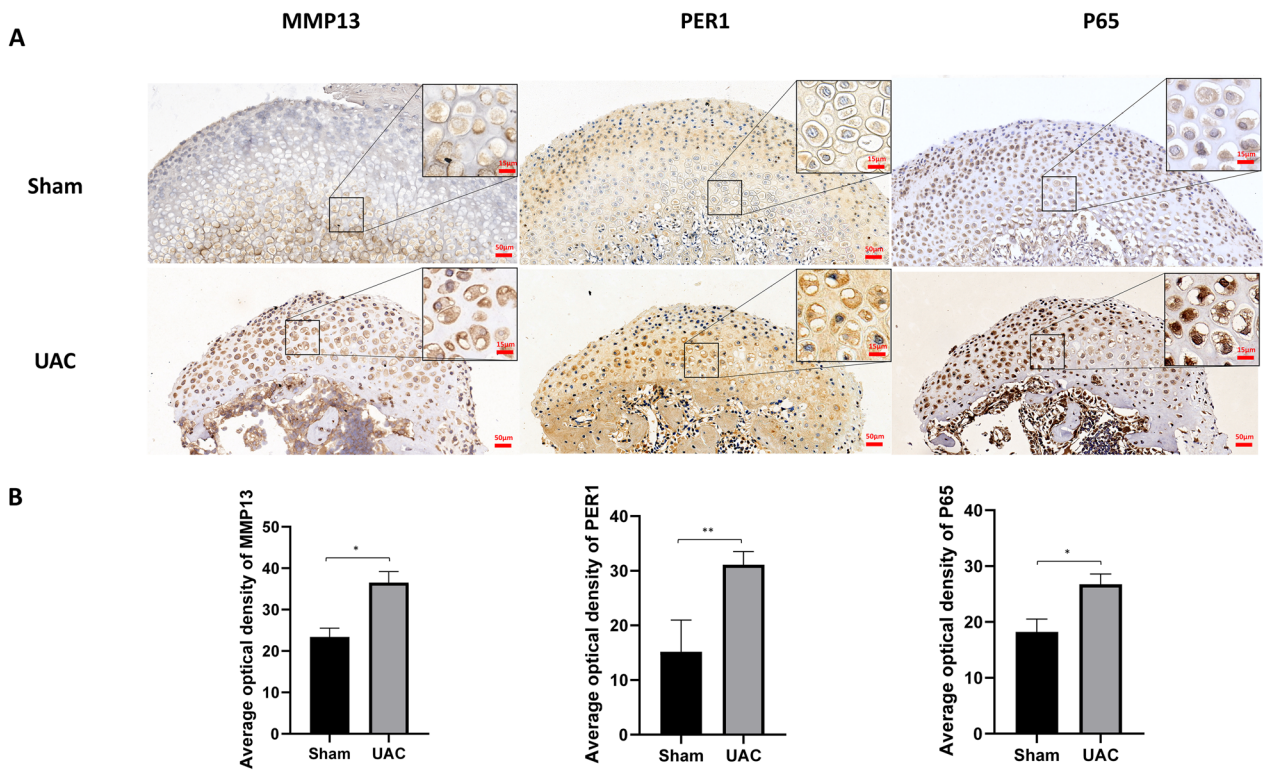 MMP13 PER1 P65
A
Sham
15μm 15μm 15μm
50μm 50μm 50μm
UAC
15μm 15μm 15μm
50μm 50μm 50μm
B
Average optical density of MMP13
50
40
30
20
10
0
*
Sham UAC
Average optical density of PER1
40
30
20
10
0
**
Sham UAC
Average optical density of P65
40
30
20
10
0
*
Sham UAC